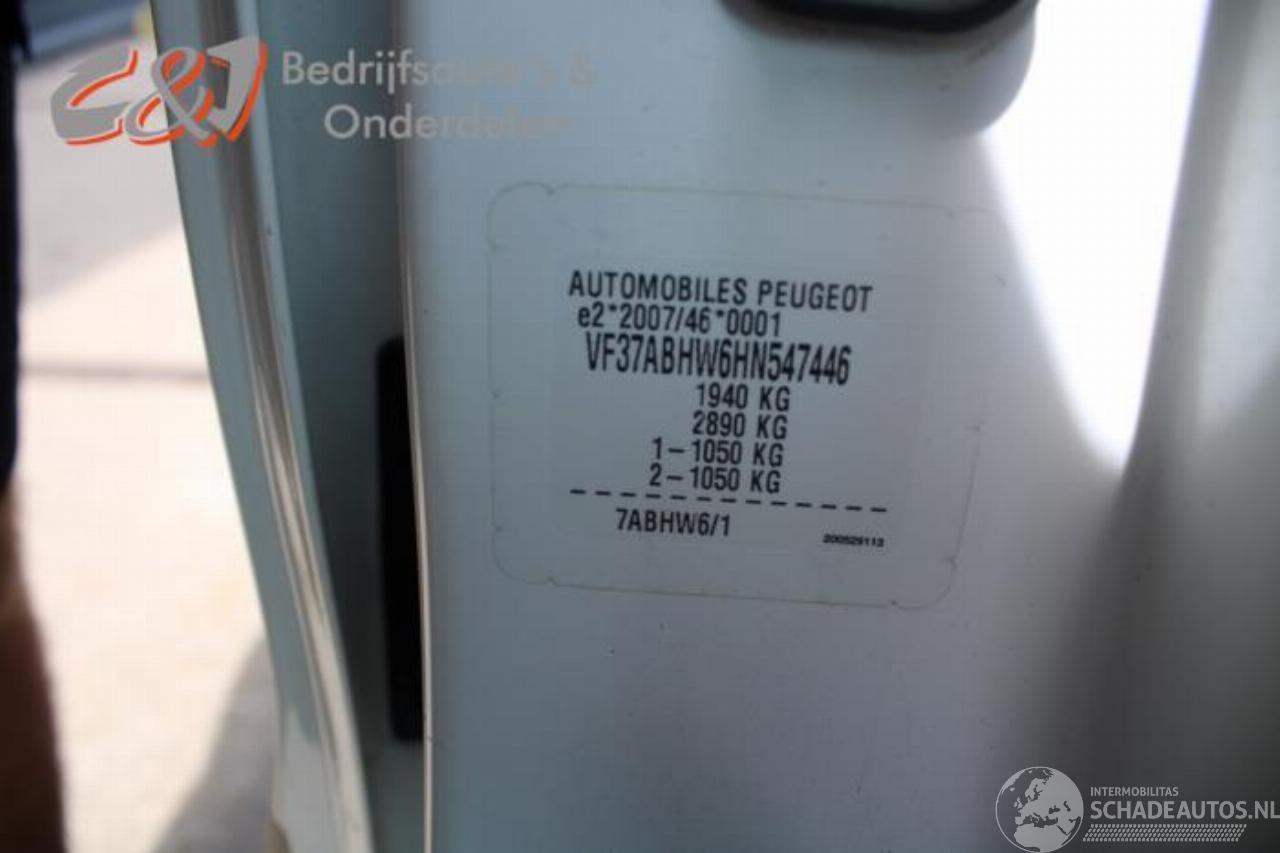 C&J Bedrijfsauto's &
Onderdelen
AUTOMOBILES PEUGEOT
e2*2007/46*0001
VF37ABHW6HN547446
1940 KG
2890 KG
1-1050 KG
2-1050 KG
7ABHW6/1
200529113
INTERMOBILITAS
SCHADEAUTOS.NL